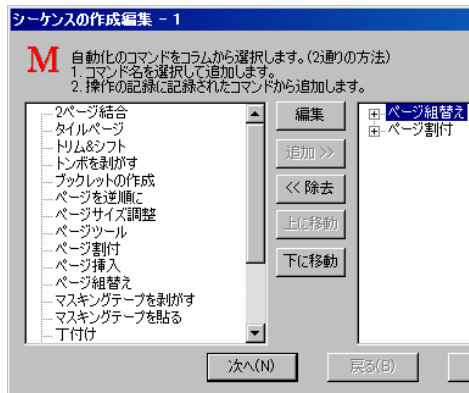 シーケンスの作成編集 - 1
M
自動化のコマンドをコラムから選択します。(2通りの方法)
1. コマンド名を選択して追加します。
2. 操作の記録に記録されたコマンドから追加します。
2ページ結合
タイルページ
トリム&シフト
トンボを剥がす
ブックレットの作成
ページを逆順に
ページサイズ調整
ページツール
ページ割付
ページ挿入
ページ組替え
マスキングテープを剥がす
マスキングテープを貼る
丁付け
編集
追加 >>
<< 除去
上に移動
下に移動
ページ組替え
ページ割付
次へ(N)
戻る(B)